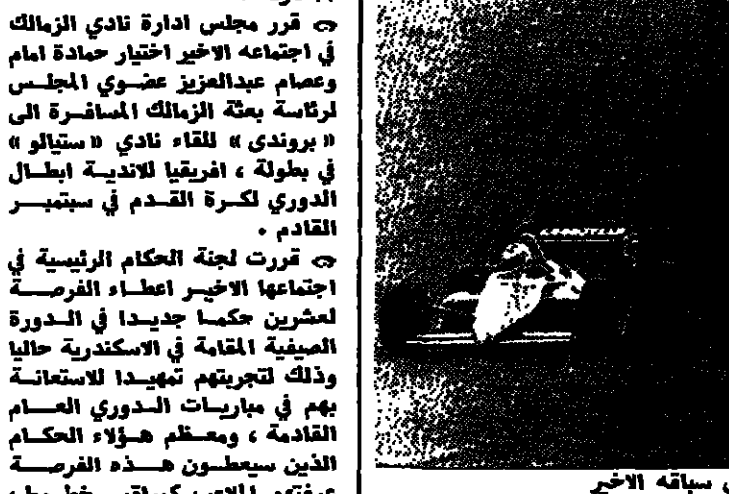 قرر مجلس ادارة نادي الزمالك
في اجتماعه الاخير اختيار حمادة امام
وعصام عبدالعزيز عضوي المجلس
لرئاسة بعثة الزمالك المسافرة الى
« بروندى » للقاء نادي « ستيالو »
في بطولة ، افريقيا للاندية ابطال
الدوري لكرة القدم في سبتمبر
القادم .
قررت لجنة الحكام الرئيسية في
اجتماعها الاخير اعطاء الفرصة
لعشرين حكما جديدا في الدورة
الصيفية المقامة في الاسكندرية حاليا
وذلك لتجربتهم تمهيدا للاستعانة
بهم في مباريات الدوري العام
القادمة ، ومعظم هؤلاء الحكام
الذين سيعطون هذه الفرصة
سباقه الاخير